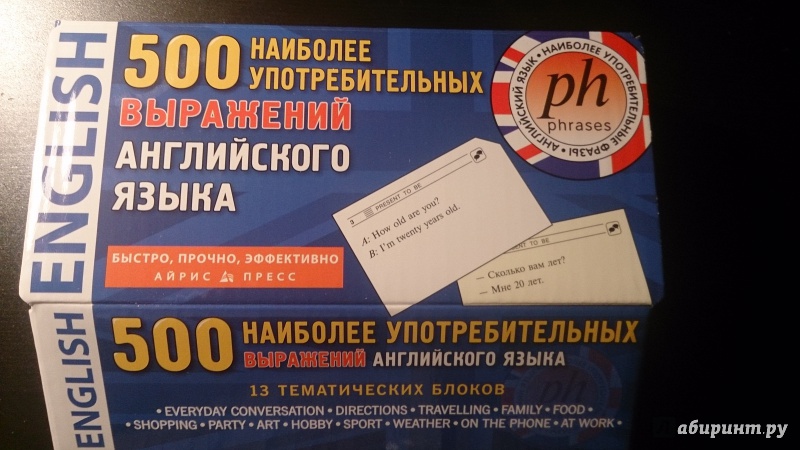 ENGLISH
500 НАИБОЛЕЕ
УПОТРЕБИТЕЛЬНЫХ
ВЫРАЖЕНИЙ
АНГЛИЙСКОГО
ЯЗЫКА
БЫСТРО, ПРОЧНО, ЭФФЕКТИВНО
АЙРИС ПРЕСС
• НАИБОЛЕЕ УПОТРЕБИТЕЛЬНЫЕ ФРАЗЫ • АНГЛИЙСКИЙ ЯЗЫК
ph
phrases
3 PRESENT TO BE
A: How old are you?
B: I'm twenty years old.
TO BE
— Сколько вам лет?
— Мне 20 лет.
ENGLISH
500 НАИБОЛЕЕ УПОТРЕБИТЕЛЬНЫХ
ВЫРАЖЕНИЙ АНГЛИЙСКОГО ЯЗЫКА
13 ТЕМАТИЧЕСКИХ БЛОКОВ
• EVERYDAY CONVERSATION • DIRECTIONS • TRAVELLING • FAMILY • FOOD •
• SHOPPING • PARTY • ART • HOBBY • SPORT • WEATHER • ON THE PHONE • AT WORK •
ph
Лабиринт.ру